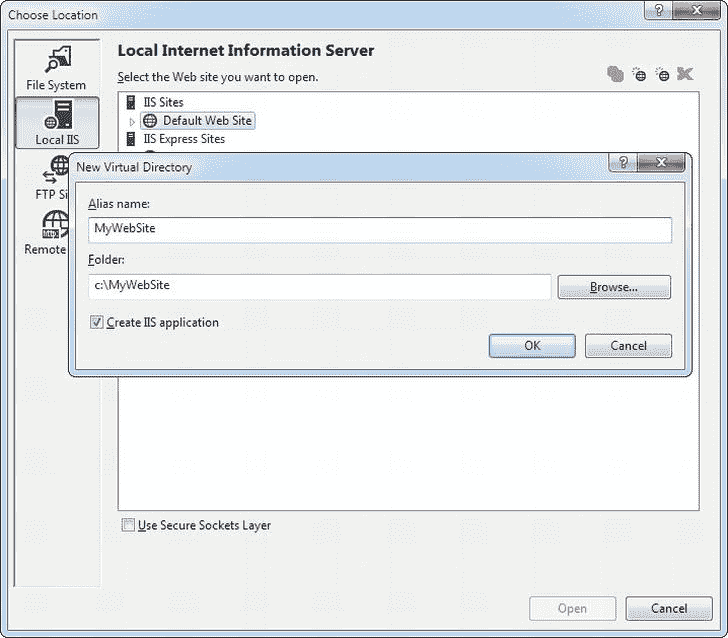 Choose Location
File System
Local IIS
FTP Si
Remote
Local Internet Information Server
Select the Web site you want to open.
IIS Sites
Default Web Site
IIS Express Sites
New Virtual Directory
Alias name:
MyWebSite
Folder:
c:\MyWebSite
Browse...
Create IIS application
OK
Cancel
Use Secure Sockets Layer
Open
Cancel